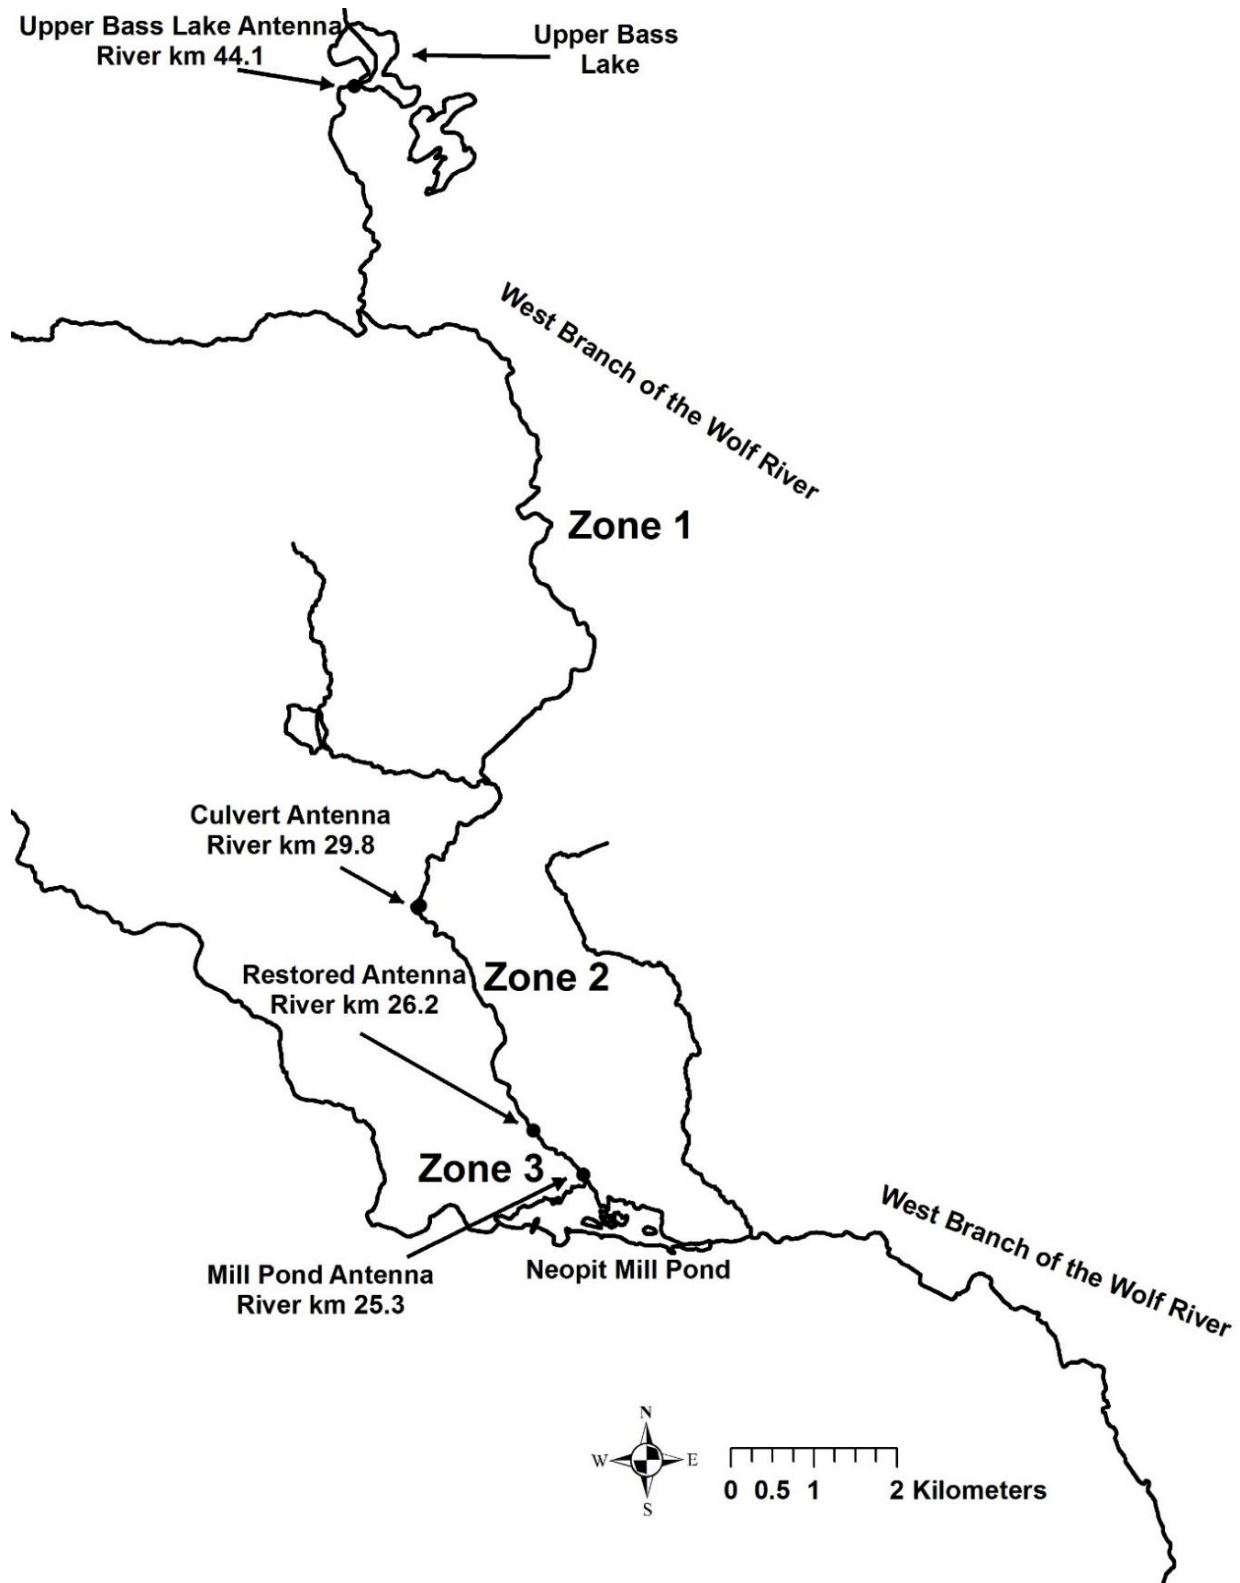 Upper Bass Lake Antenna
River km 44.1
Upper Bass
Lake
West Branch of the Wolf River
Zone 1
Culvert Antenna
River km 29.8
Restored Antenna
River km 26.2
Zone 2
Zone 3
West Branch of the Wolf River
Mill Pond Antenna
River km 25.3
Neopit Mill Pond
N
W E
S
0 0.5 1 2 Kilometers